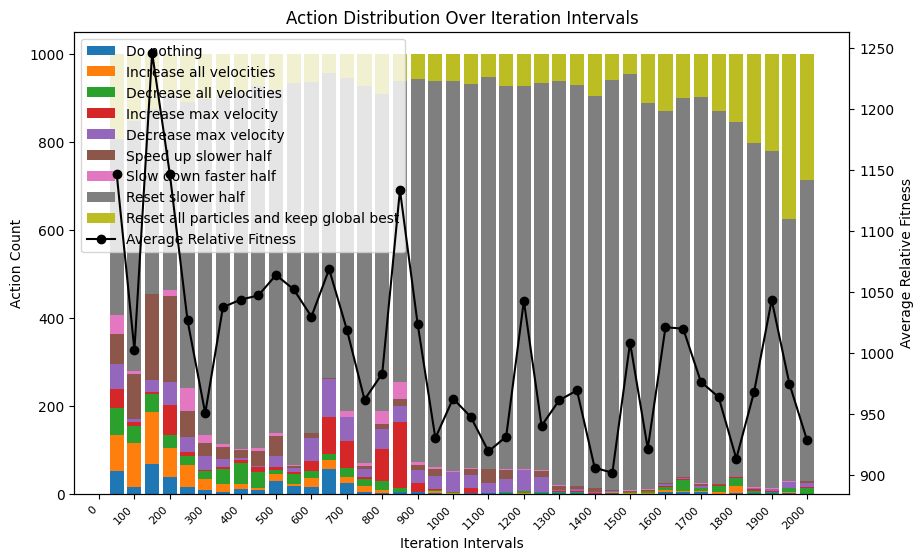 Action Distribution Over Iteration Intervals
Do nothing
Increase all velocities
Decrease all velocities
Increase max velocity
Decrease max velocity
Speed up slower half
Slow down faster half
Reset slower half
Reset all particles and keep global best
Average Relative Fitness
Action Count
1000
800
600
400
200
0
1250
1200
1150
1100
1050
1000
950
900
Average Relative Fitness
0 100 200 300 400 500 600 700 800 900 1000 1100 1200 1300 1400 1500 1600 1700 1800 1900 2000
Iteration Intervals